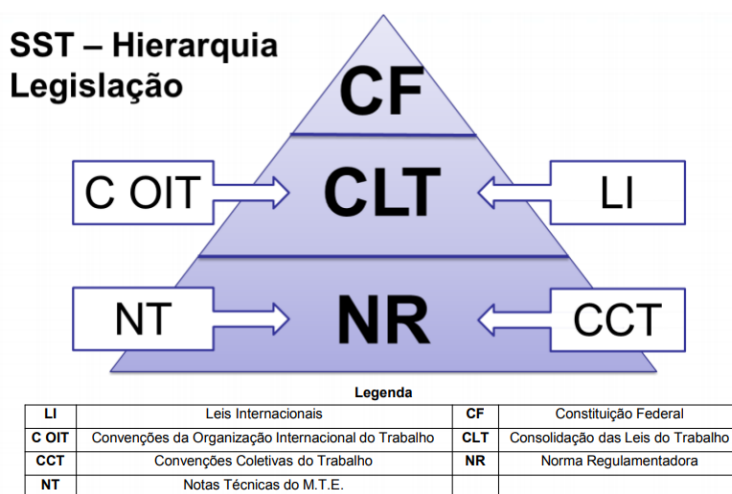 SST – Hierarquia
Legislação
CF
C OIT
CLT
LI
NT
NR
CCT
Legenda
LI Leis Internacionais CF Constituição Federal
C OIT Convenções da Organização Internacional do Trabalho CLT Consolidação das Leis do Trabalho
CCT Convenções Coletivas do Trabalho NR Norma Regulamentadora
NT Notas Técnicas do M.T.E.